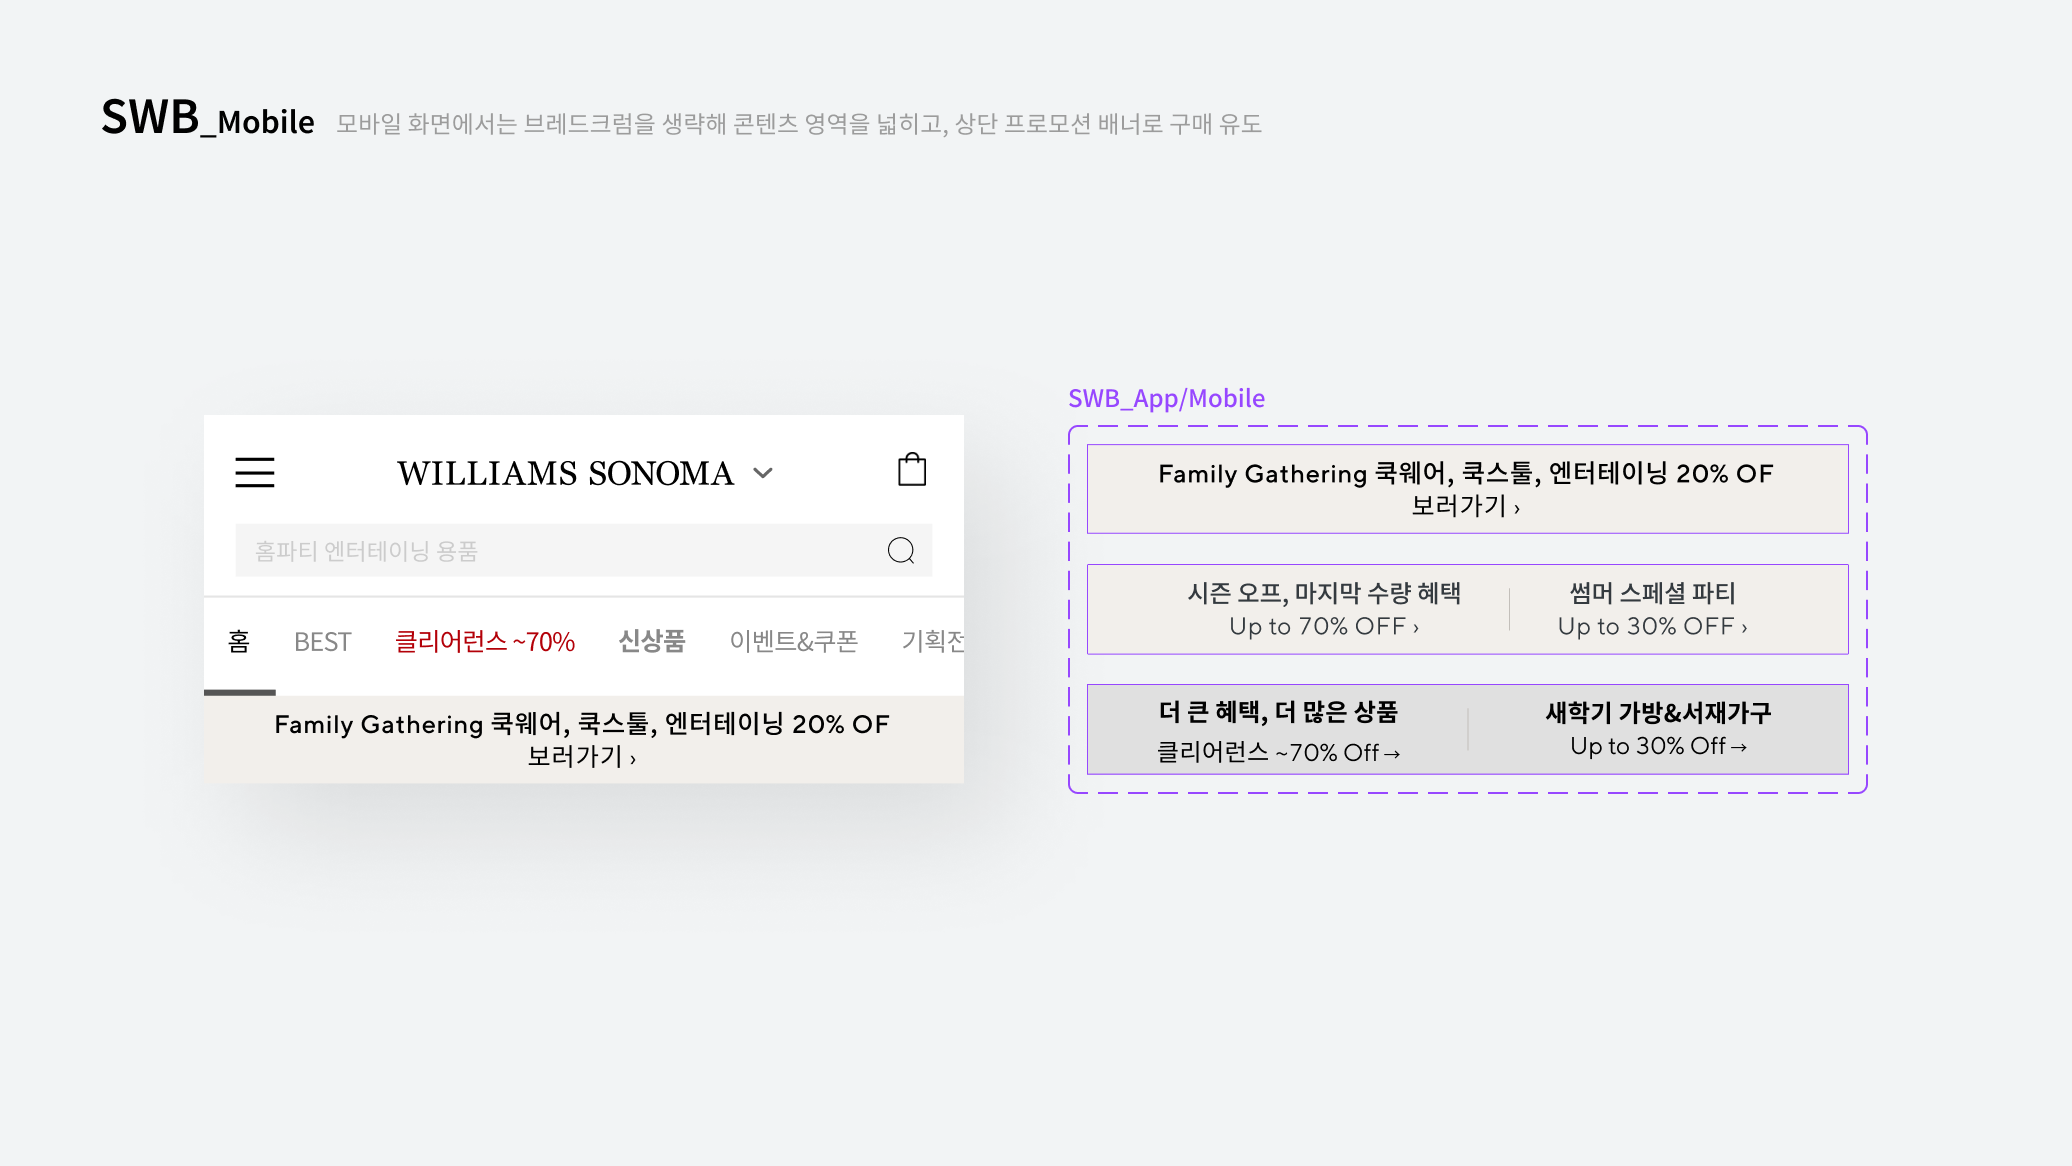 SWB_Mobile 모바일 화면에서는 브레드크럼을 생략해 콘텐츠 영역을 넓히고, 상단 프로모션 배너로 구매 유도
WILLIAMS SONOMA
홈파티 엔터테이닝 용품
홈 BEST 클리어런스 ~70% 신상품 이벤트&쿠폰 기획전
Family Gathering 쿡웨어, 쿡스툴, 엔터테이닝 20% OF
보러가기 ›
SWB_App/Mobile
Family Gathering 쿡웨어, 쿡스툴, 엔터테이닝 20% OF
보러가기 ›
시즌 오프, 마지막 수량 혜택
Up to 70% OFF ›
썸머 스페셜 파티
Up to 30% OFF ›
더 큰 혜택, 더 많은 상품
클리어런스 ~70% Off→
새학기 가방&서재가구
Up to 30% Off→